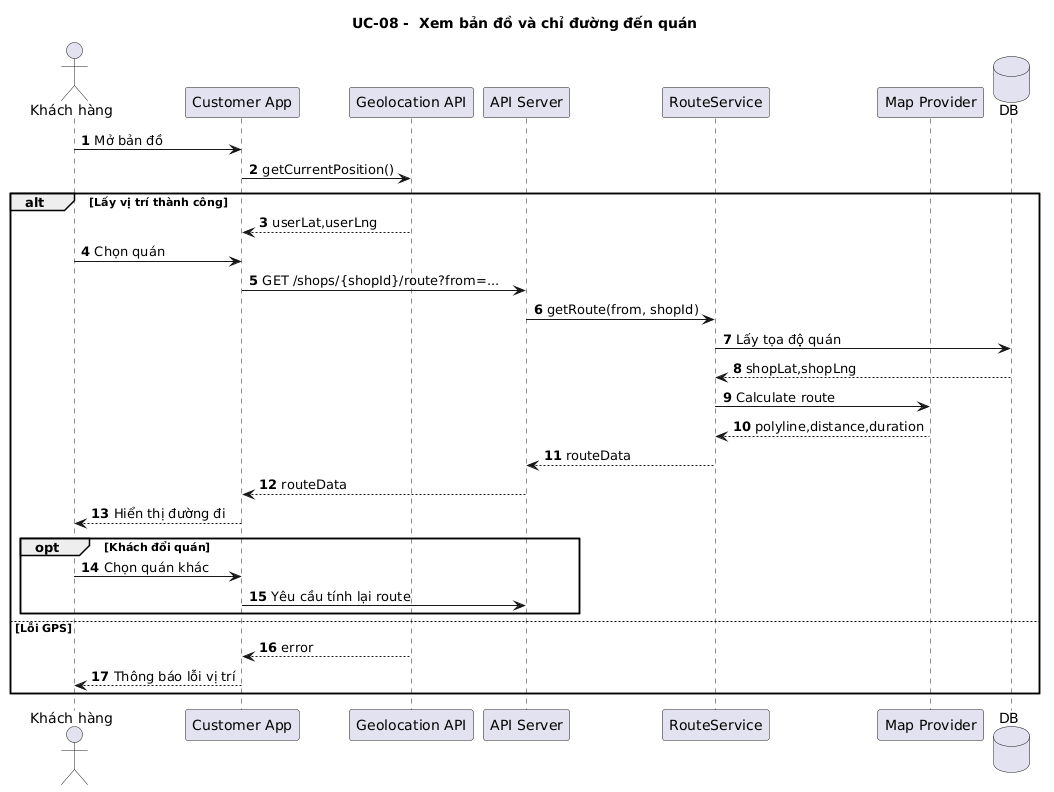 UC-08 -  Xem bản đồ và chỉ đường đến quán
Khách hàng
Customer App
Geolocation API
API Server
RouteService
Map Provider
DB
1 Mở bản đồ
2 getCurrentPosition()
alt [Lấy vị trí thành công]
3 userLat,userLng
4 Chọn quán
5 GET /shops/{shopId}/route?from=...
6 getRoute(from, shopId)
7 Lấy tọa độ quán
8 shopLat,shopLng
9 Calculate route
10 polyline,distance,duration
11 routeData
12 routeData
13 Hiển thị đường đi
opt [Khách đổi quán]
14 Chọn quán khác
15 Yêu cầu tính lại route
[Lỗi GPS]
16 error
17 Thông báo lỗi vị trí
Khách hàng
Customer App
Geolocation API
API Server
RouteService
Map Provider
DB